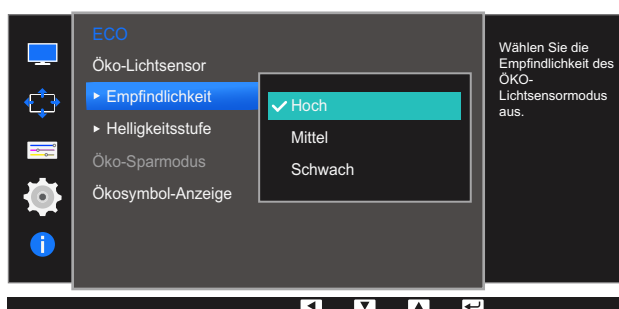 ECO
Öko-Lichtsensor
▸ Empfindlichkeit
▸ Helligkeitsstufe
Öko-Sparmodus
Ökosymbol-Anzeige
Hoch
Mittel
Schwach
Wählen Sie die
Empfindlichkeit des
ÖKO-
Lichtsensormodus
aus.